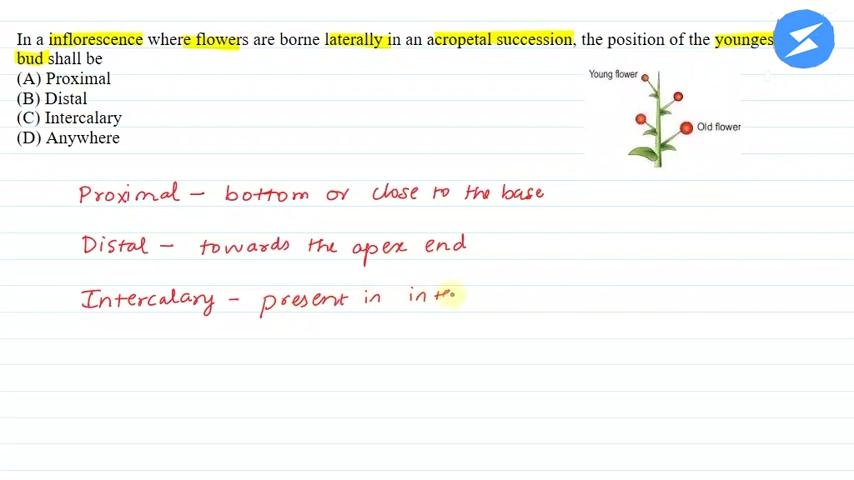 In a inflorescence where flowers are borne laterally in an acropetal succession, the position of the younges
bud shall be
(A) Proximal
(B) Distal
(C) Intercalary
(D) Anywhere
Young flower
Old flower
Proximal – bottom or close to the base
Distal – towards the apex end
Intercalary – present in